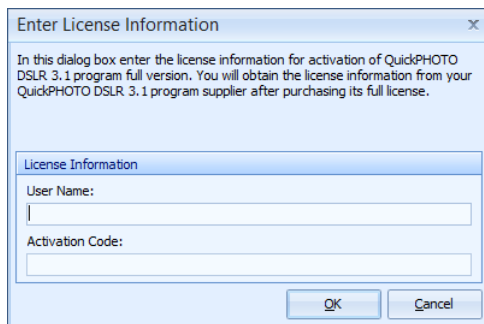 Enter License Information
x
In this dialog box enter the license information for activation of QuickPHOTO
DSLR 3.1 program full version. You will obtain the license information from your
QuickPHOTO DSLR 3.1 program supplier after purchasing its full license.
License Information
User Name:
Activation Code:
OK Cancel